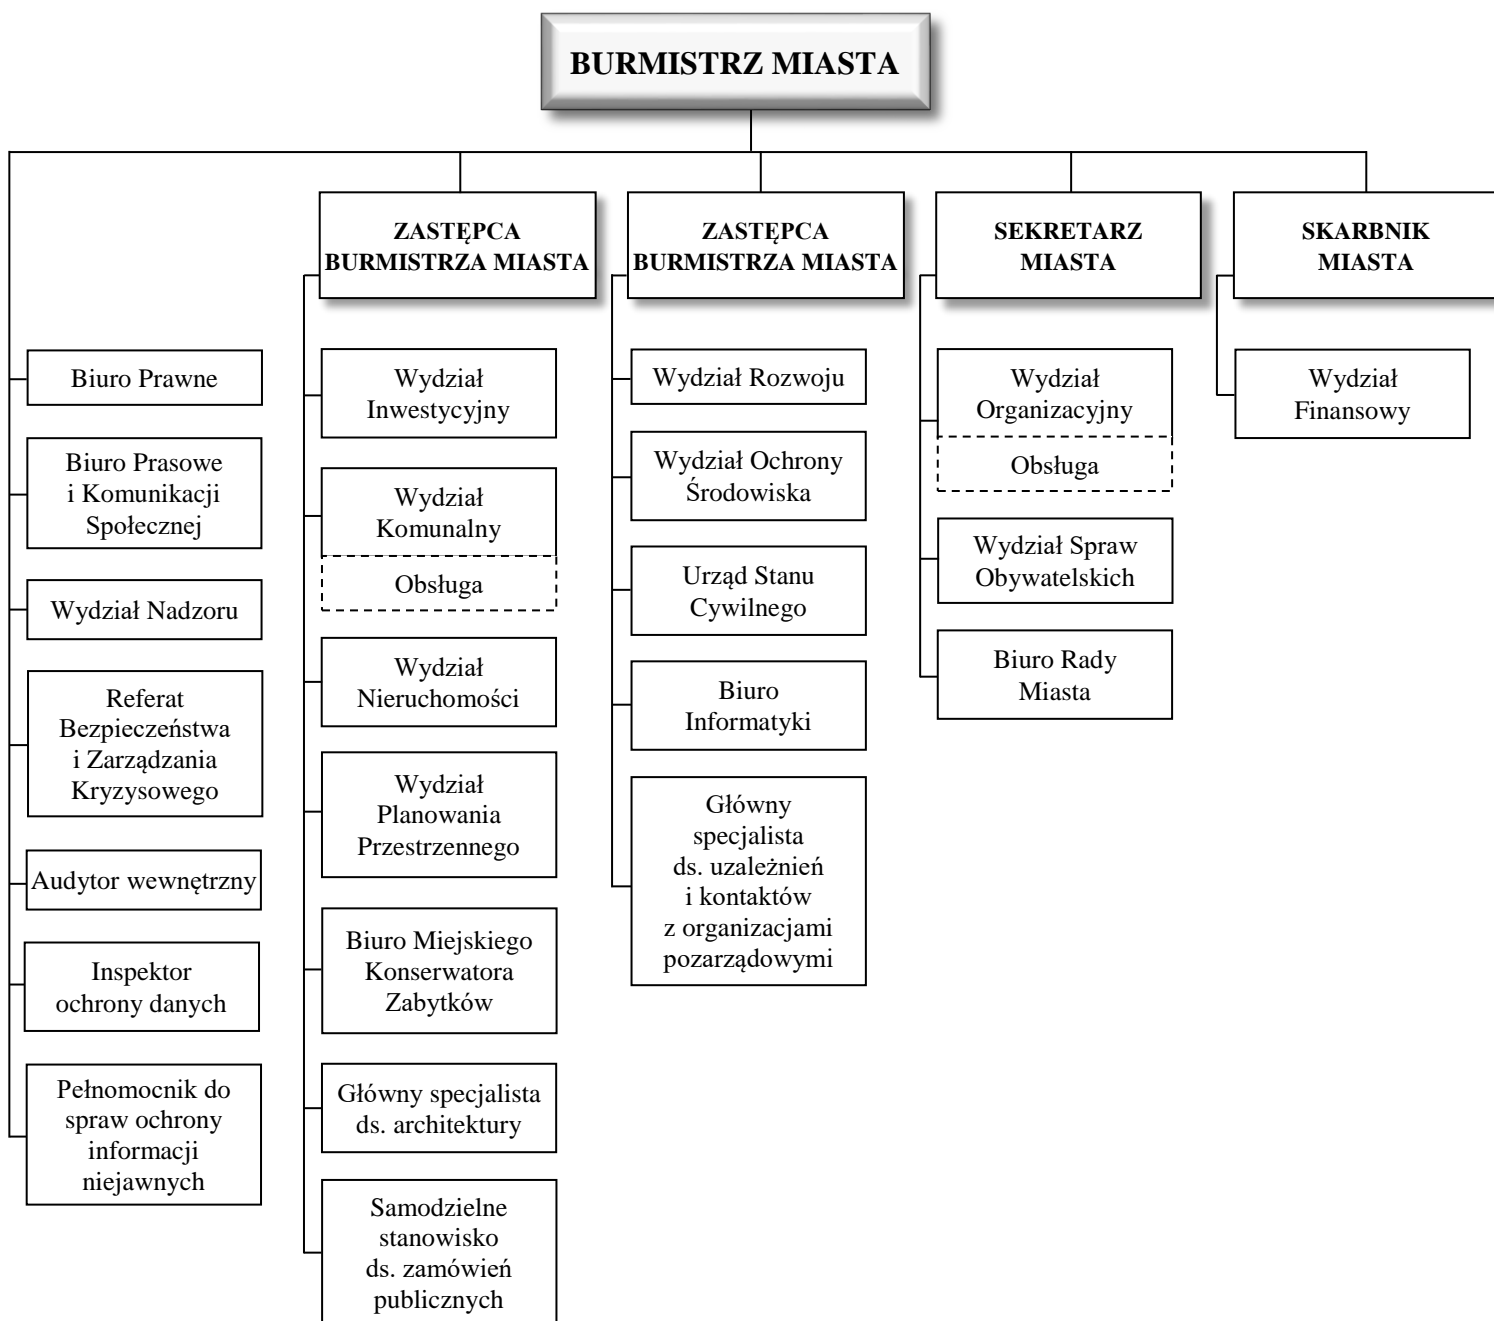 BURMISTRZ MIASTA
ZASTĘPCA
BURMISTRZA MIASTA
ZASTĘPCA
BURMISTRZA MIASTA
SEKRETARZ
MIASTA
SKARBNIK
MIASTA
Biuro Prawne
Biuro Prasowe
i Komunikacji
Społecznej
Wydział Nadzoru
Referat
Bezpieczeństwa
i Zarządzania
Kryzysowego
Audytor wewnętrzny
Inspektor
ochrony danych
Pełnomocnik do
spraw ochrony
informacji
niejawnych
Wydział
Inwestycyjny
Wydział
Komunalny
Obsługa
Wydział
Nieruchomości
Wydział
Planowania
Przestrzennego
Biuro Miejskiego
Konserwatora
Zabytków
Główny specjalista
ds. architektury
Samodzielne
stanowisko
ds. zamówień
publicznych
Wydział Rozwoju
Wydział Ochrony
Środowiska
Urząd Stanu
Cywilnego
Biuro
Informatyki
Główny
specjalista
ds. uzależnień
i kontaktów
z organizacjami
pozarządowymi
Wydział
Organizacyjny
Obsługa
Wydział Spraw
Obywatelskich
Biuro Rady
Miasta
Wydział
Finansowy